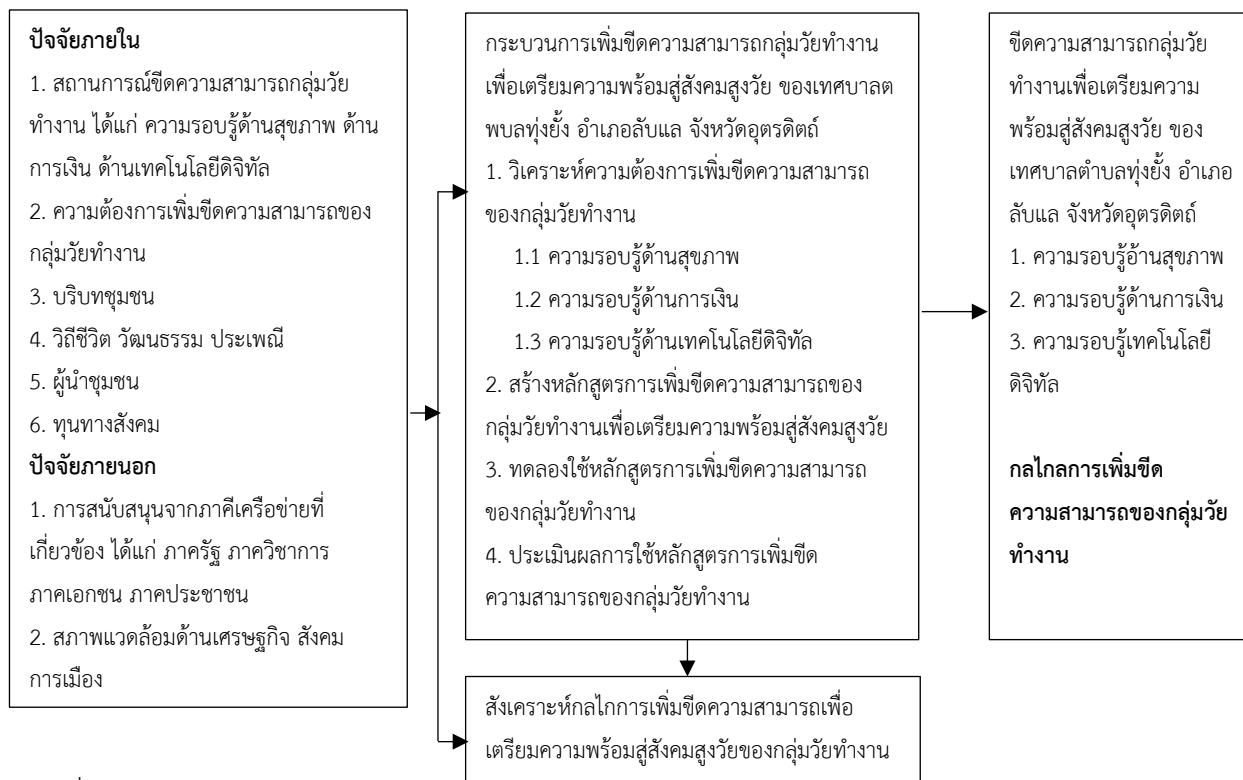 ปัจจัยภายใน
1. สถานการณ์ขีดความสามารถกลุ่มวัย
ทำงาน ได้แก่ ความรอบรู้ด้านสุขภาพ ด้าน
การเงิน ด้านเทคโนโลยีดิจิทัล
2. ความต้องการเพิ่มขีดความสามารถของ
กลุ่มวัยทำงาน
3. บริบทชุมชน
4. วิถีชีวิต วัฒนธรรม ประเพณี
5. ผู้นำชุมชน
6. ทุนทางสังคม
ปัจจัยภายนอก
1. การสนับสนุนจากภาคีเครือข่ายที่
เกี่ยวข้อง ได้แก่ ภาครัฐ ภาควิชาการ
ภาคเอกชน ภาคประชาชน
2. สภาพแวดล้อมด้านเศรษฐกิจ สังคม
การเมือง
กระบวนการเพิ่มขีดความสามารถกลุ่มวัยทำงาน
เพื่อเตรียมความพร้อมสู่สังคมสูงวัย ของเทศบาลต
พบลทุ่งยั้ง อำเภอลับแล จังหวัดอุตรดิตถ์
1. วิเคราะห์ความต้องการเพิ่มขีดความสามารถ
ของกลุ่มวัยทำงาน
1.1 ความรอบรู้ด้านสุขภาพ
1.2 ความรอบรู้ด้านการเงิน
1.3 ความรอบรู้ด้านเทคโนโลยีดิจิทัล
2. สร้างหลักสูตรการเพิ่มขีดความสามารถของ
กลุ่มวัยทำงานเพื่อเตรียมความพร้อมสู่สังคมสูงวัย
3. ทดลองใช้หลักสูตรการเพิ่มขีดความสามารถ
ของกลุ่มวัยทำงาน
4. ประเมินผลการใช้หลักสูตรการเพิ่มขีด
ความสามารถของกลุ่มวัยทำงาน
สังเคราะห์กลไกการเพิ่มขีดความสามารถเพื่อ
เตรียมความพร้อมสู่สังคมสูงวัยของกลุ่มวัยทำงาน
ขีดความสามารถกลุ่มวัย
ทำงานเพื่อเตรียมความ
พร้อมสู่สังคมสูงวัย ของ
เทศบาลตำบลทุ่งยั้ง อำเภอ
ลับแล จังหวัดอุตรดิตถ์
1. ความรอบรู้อ้านสุขภาพ
2. ความรอบรู้ด้านการเงิน
3. ความรอบรู้เทคโนโลยี
ดิจิทัล
กลไกลการเพิ่มขีด
ความสามารถของกลุ่มวัย
ทำงาน